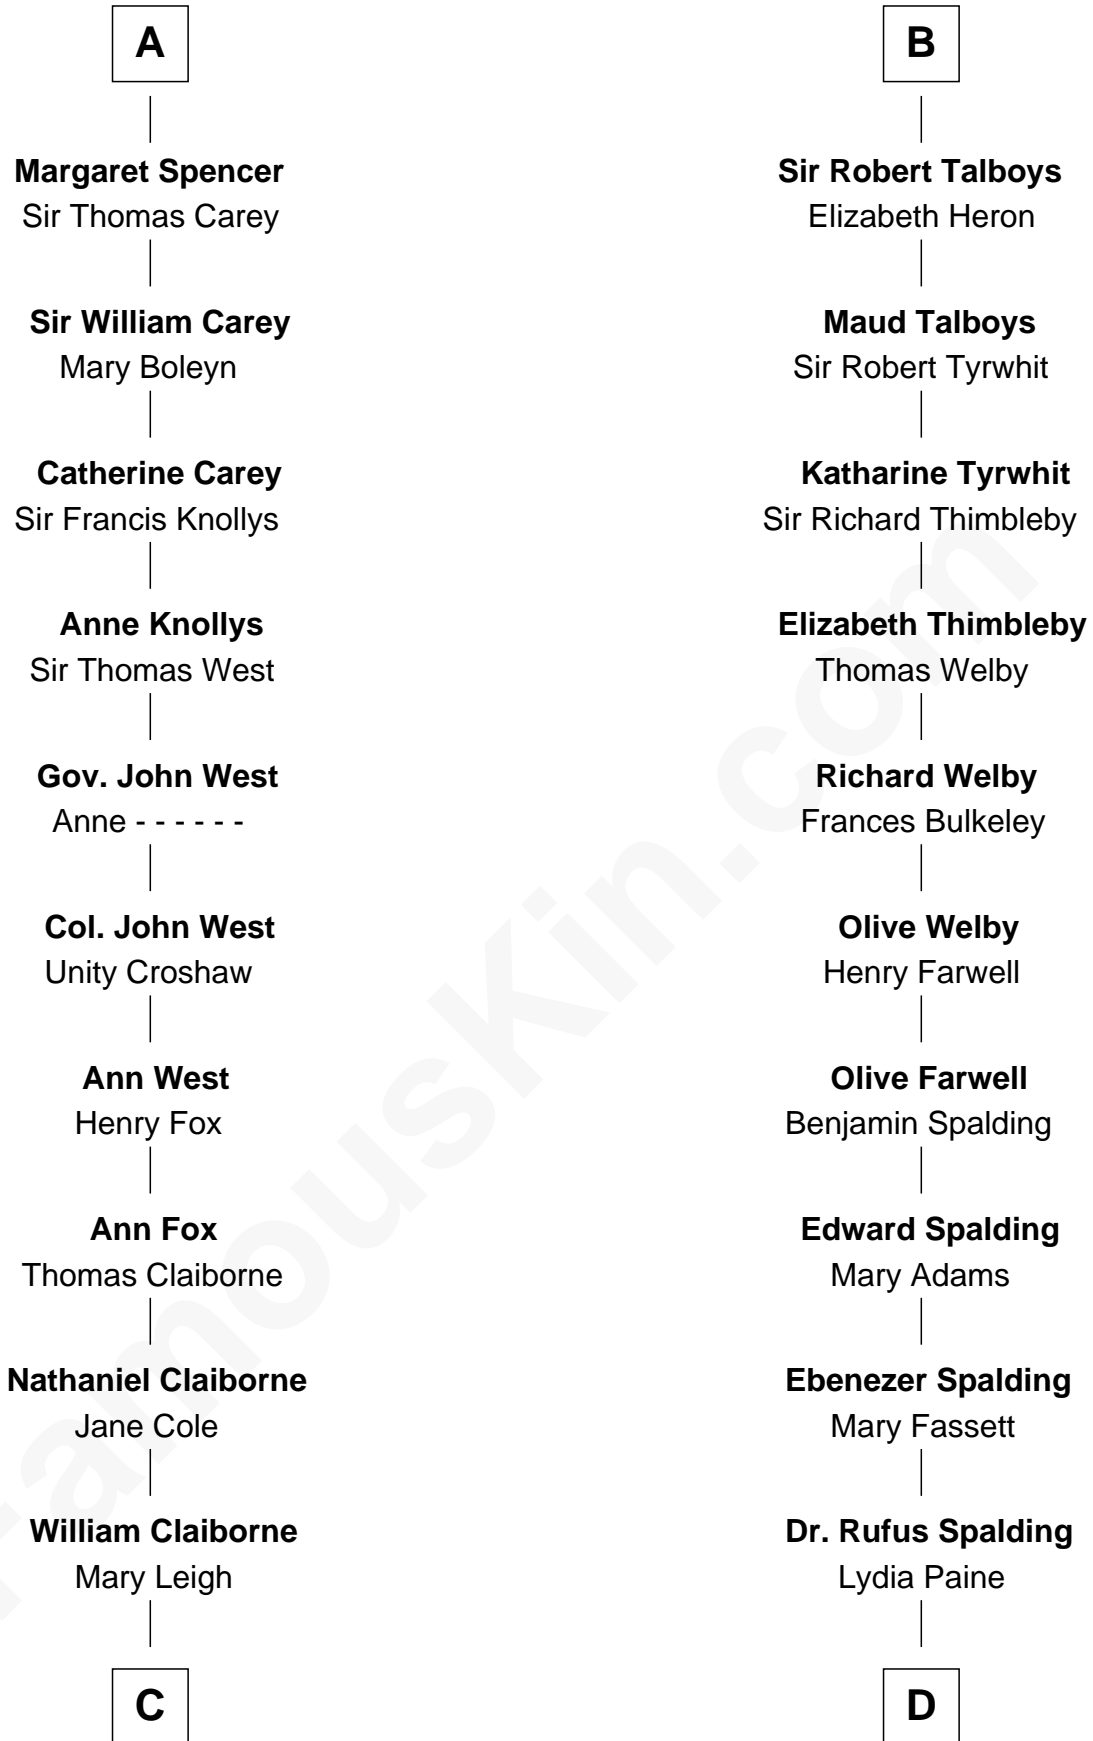 A
Margaret Spencer
Sir Thomas Carey
Sir William Carey
Mary Boleyn
Catherine Carey
Sir Francis Knollys
Anne Knollys
Sir Thomas West
Gov. John West
Anne - - - - - -
Col. John West
Unity Croshaw
Ann West
Henry Fox
Ann Fox
Thomas Claiborne
Nathaniel Claiborne
Jane Cole
William Claiborne
Mary Leigh
C
B
Sir Robert Talboys
Elizabeth Heron
Maud Talboys
Sir Robert Tyrwhit
Katharine Tyrwhit
Sir Richard Thimbleby
Elizabeth Thimbleby
Thomas Welby
Richard Welby
Frances Bulkeley
Olive Welby
Henry Farwell
Olive Farwell
Benjamin Spalding
Edward Spalding
Mary Adams
Ebenezer Spalding
Mary Fassett
Dr. Rufus Spalding
Lydia Paine
D
FamousKin.com